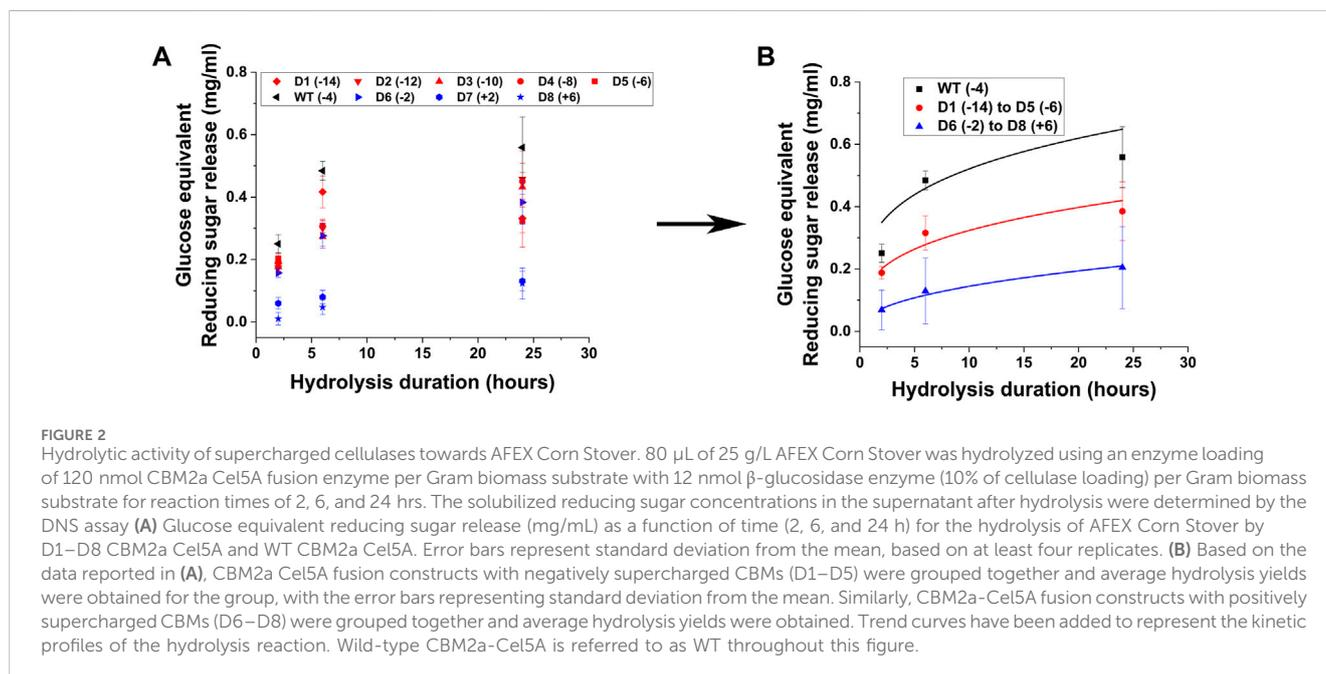 A
Glucose equivalent
Reducing sugar release (mg/ml)
0.8
0.6
0.4
0.2
0.0
D1 (-14) D2 (-12) D3 (-10) D4 (-8) D5 (-6)
WT (-4) D6 (-2) D7 (+2) D8 (+6)
0 5 10 15 20 25 30
Hydrolysis duration (hours)
B
Glucose equivalent
Reducing sugar release (mg/ml)
0.8
0.6
0.4
0.2
0.0
WT (-4)
D1 (-14) to D5 (-6)
D6 (-2) to D8 (+6)
0 5 10 15 20 25 30
Hydrolysis duration (hours)
FIGURE 2
Hydrolytic activity of supercharged cellulases towards AFEX Corn Stover. 80 µL of 25 g/L AFEX Corn Stover was hydrolyzed using an enzyme loading
of 120 nmol CBM2a Cel5A fusion enzyme per Gram biomass substrate with 12 nmol β-glucosidase enzyme (10% of cellulase loading) per Gram biomass
substrate for reaction times of 2, 6, and 24 hrs. The solubilized reducing sugar concentrations in the supernatant after hydrolysis were determined by the
DNS assay (A) Glucose equivalent reducing sugar release (mg/mL) as a function of time (2, 6, and 24 h) for the hydrolysis of AFEX Corn Stover by
D1–D8 CBM2a Cel5A and WT CBM2a Cel5A. Error bars represent standard deviation from the mean, based on at least four replicates. (B) Based on the
data reported in (A), CBM2a Cel5A fusion constructs with negatively supercharged CBMs (D1–D5) were grouped together and average hydrolysis yields
were obtained for the group, with the error bars representing standard deviation from the mean. Similarly, CBM2a-Cel5A fusion constructs with positively
supercharged CBMs (D6–D8) were grouped together and average hydrolysis yields were obtained. Trend curves have been added to represent the kinetic
profiles of the hydrolysis reaction. Wild-type CBM2a-Cel5A is referred to as WT throughout this figure.